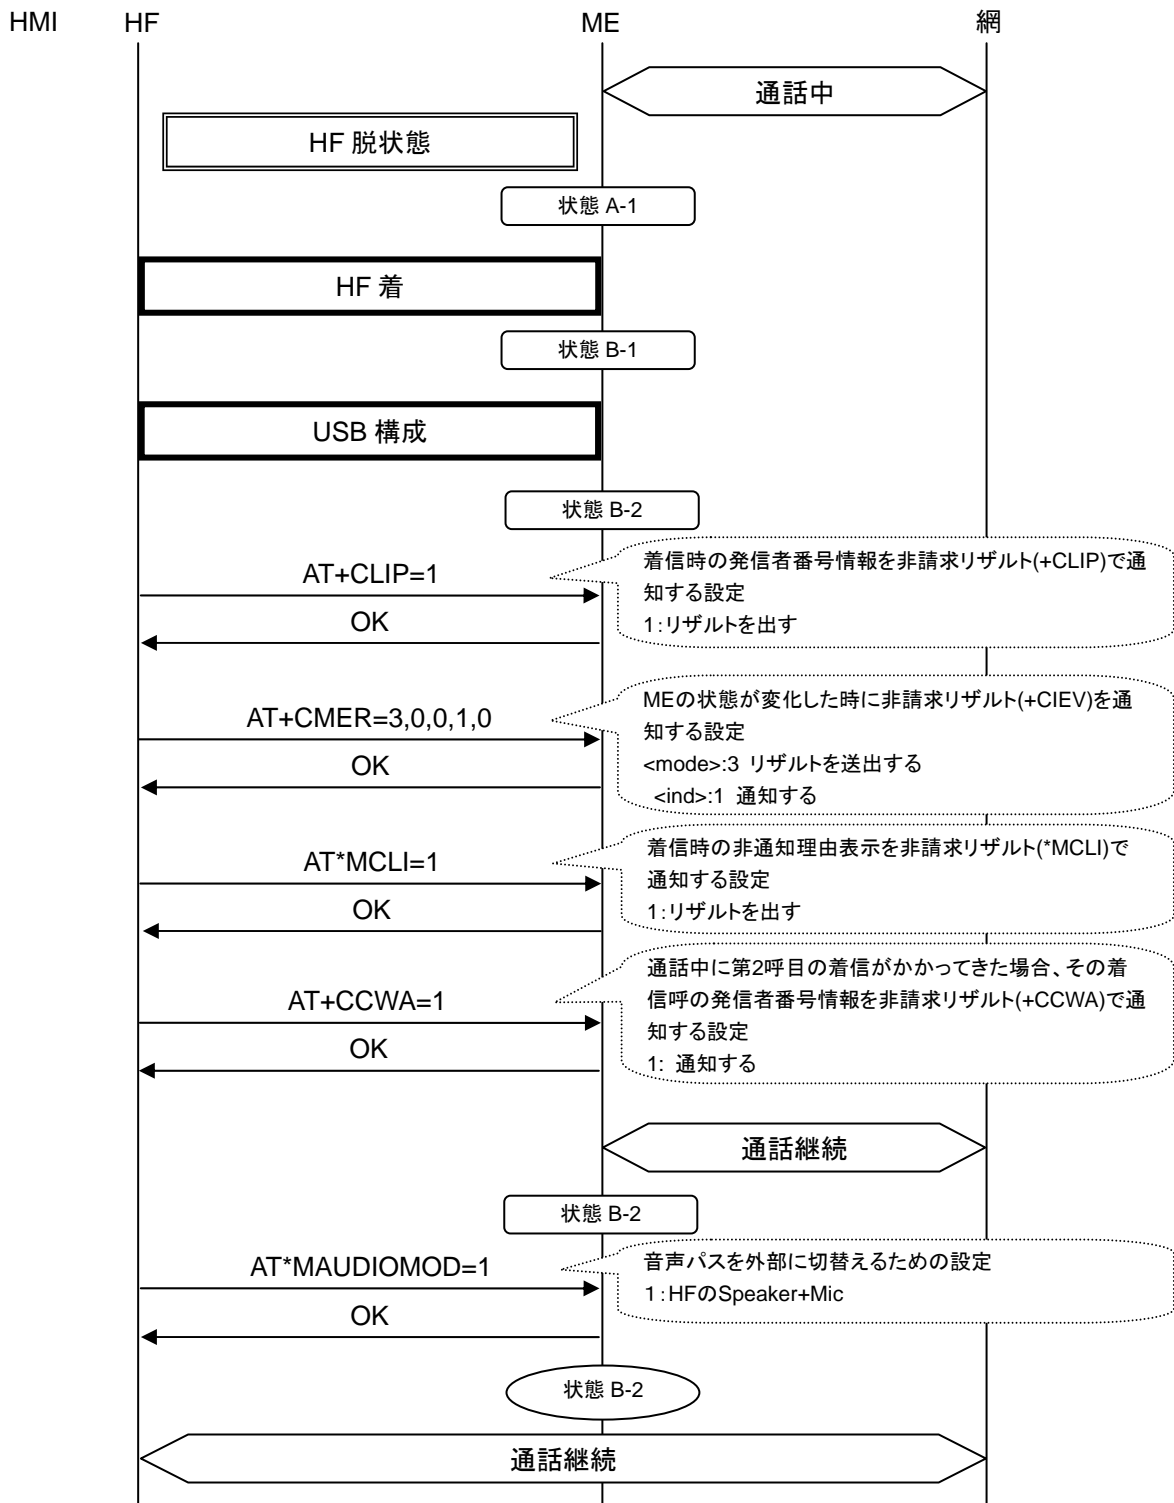 HMI HF ME 網
通話中
HF 脱状態
状態 A-1
HF 着
状態 B-1
USB 構成
状態 B-2
AT+CLIP=1
着信時の発信者番号情報を非請求リザルト(+CLIP)で通
知する設定
1:リザルトを出す
OK
AT+CMER=3,0,0,1,0
MEの状態が変化した時に非請求リザルト(+CIEV)を通
知する設定
<mode>:3 リザルトを送出する
<ind>:1 通知する
OK
AT*MCLI=1
着信時の非通知理由表示を非請求リザルト(*MCLI)で
通知する設定
1:リザルトを出す
OK
AT+CCWA=1
通話中に第2呼目の着信がかかってきた場合、その着
信呼の発信者番号情報を非請求リザルト(+CCWA)で通
知する設定
1: 通知する
OK
通話継続
状態 B-2
AT*MAUDIOMOD=1
音声パスを外部に切替えるための設定
1:HFのSpeaker+Mic
OK
状態 B-2
通話継続